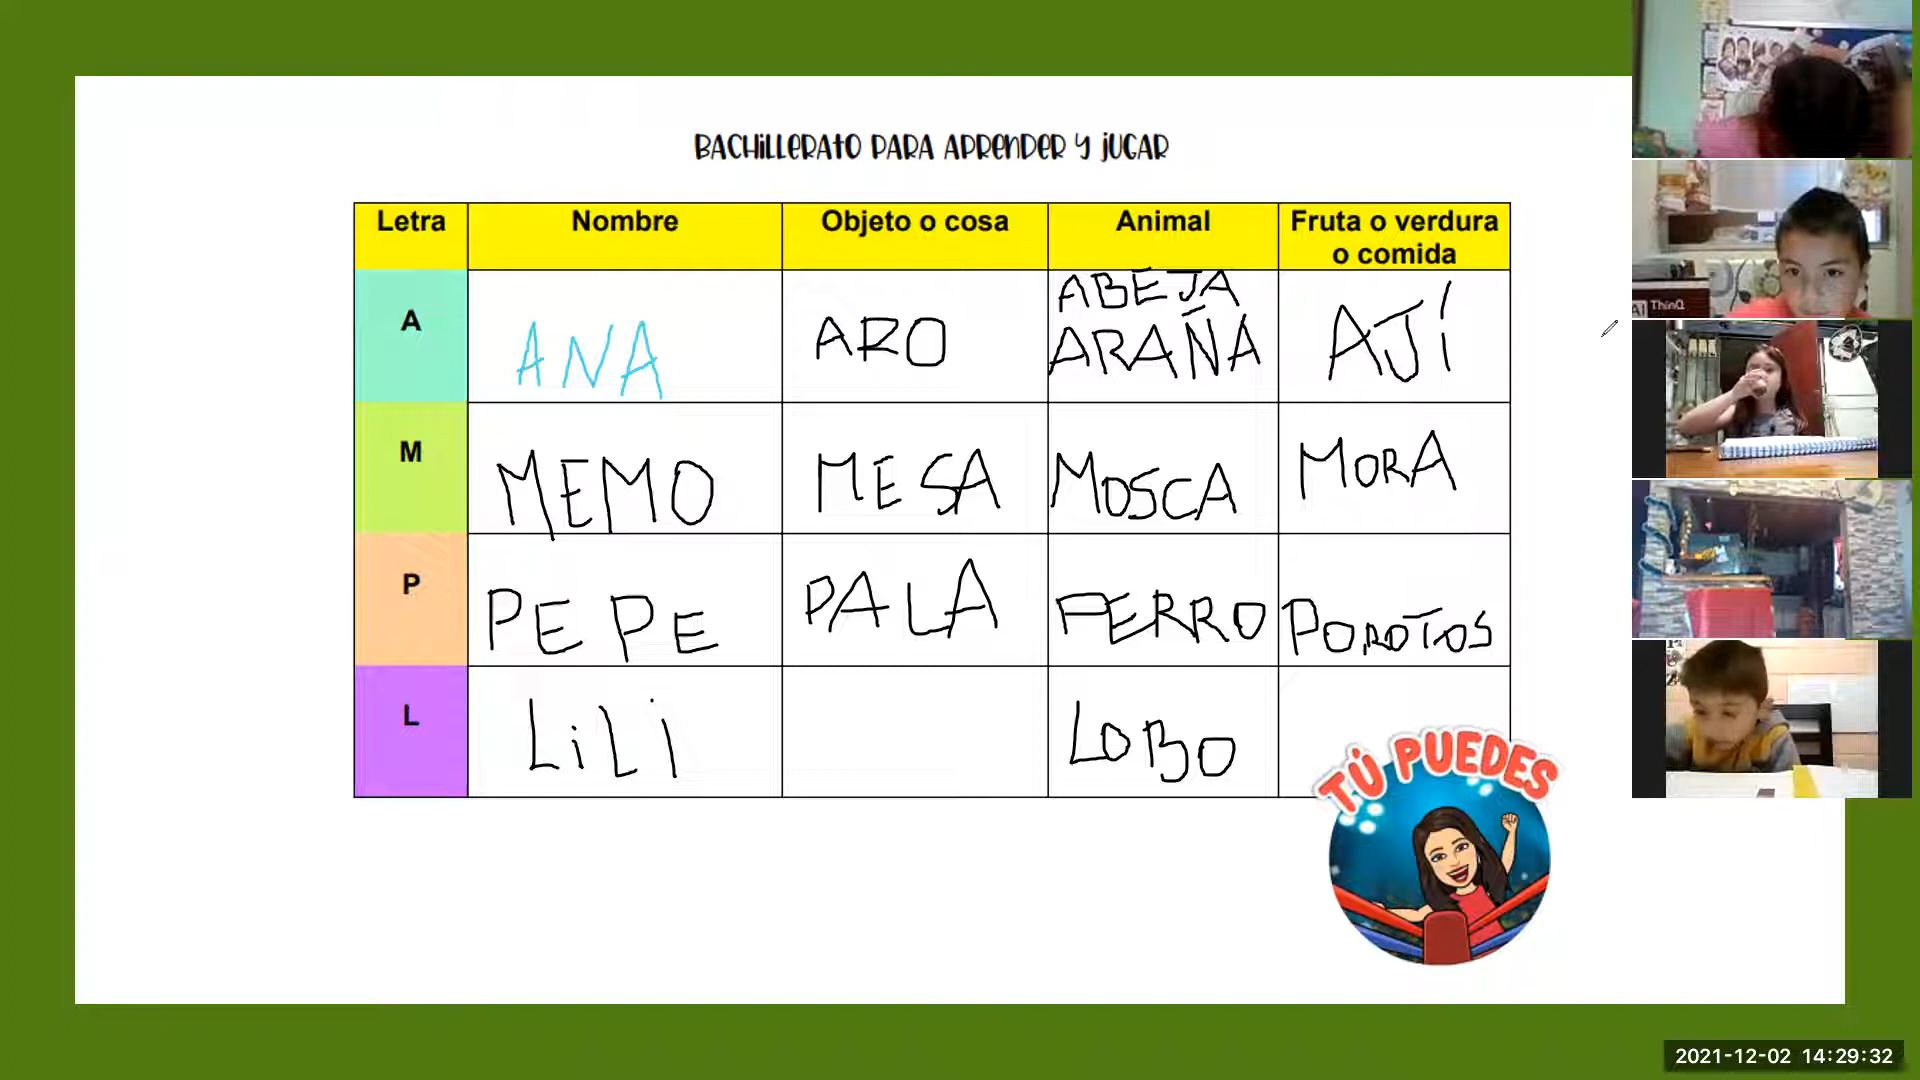 BACHILLERATO PARA APRENDER Y JUGAR
Letra Nombre Objeto o cosa Animal Fruta o verdura
o comida
A ANA ARO ABEJA ARAÑA AJÍ
M MEMO MESA MOSCA MORA
P PEPE PALA PERRO POROTOS
L LiLi LOBO
TÚ PUEDES
ThinQ
2021-12-02 14:29:32